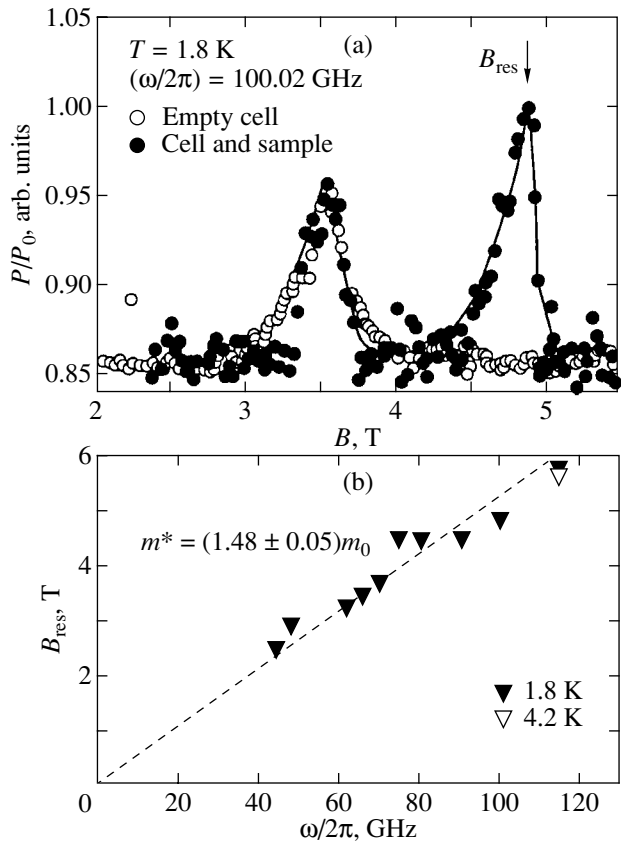 (a)
T = 1.8 K
(ω/2π) = 100.02 GHz
Empty cell
Cell and sample
B_res
P/P_0, arb. units
1.00
0.95
0.90
0.85
2 3 4 5
B, T
(b)
m* = (1.48 ± 0.05)m_0
B_res, T
6
4
2
1.8 K
4.2 K
0 20 40 60 80 100 120
ω/2π, GHz